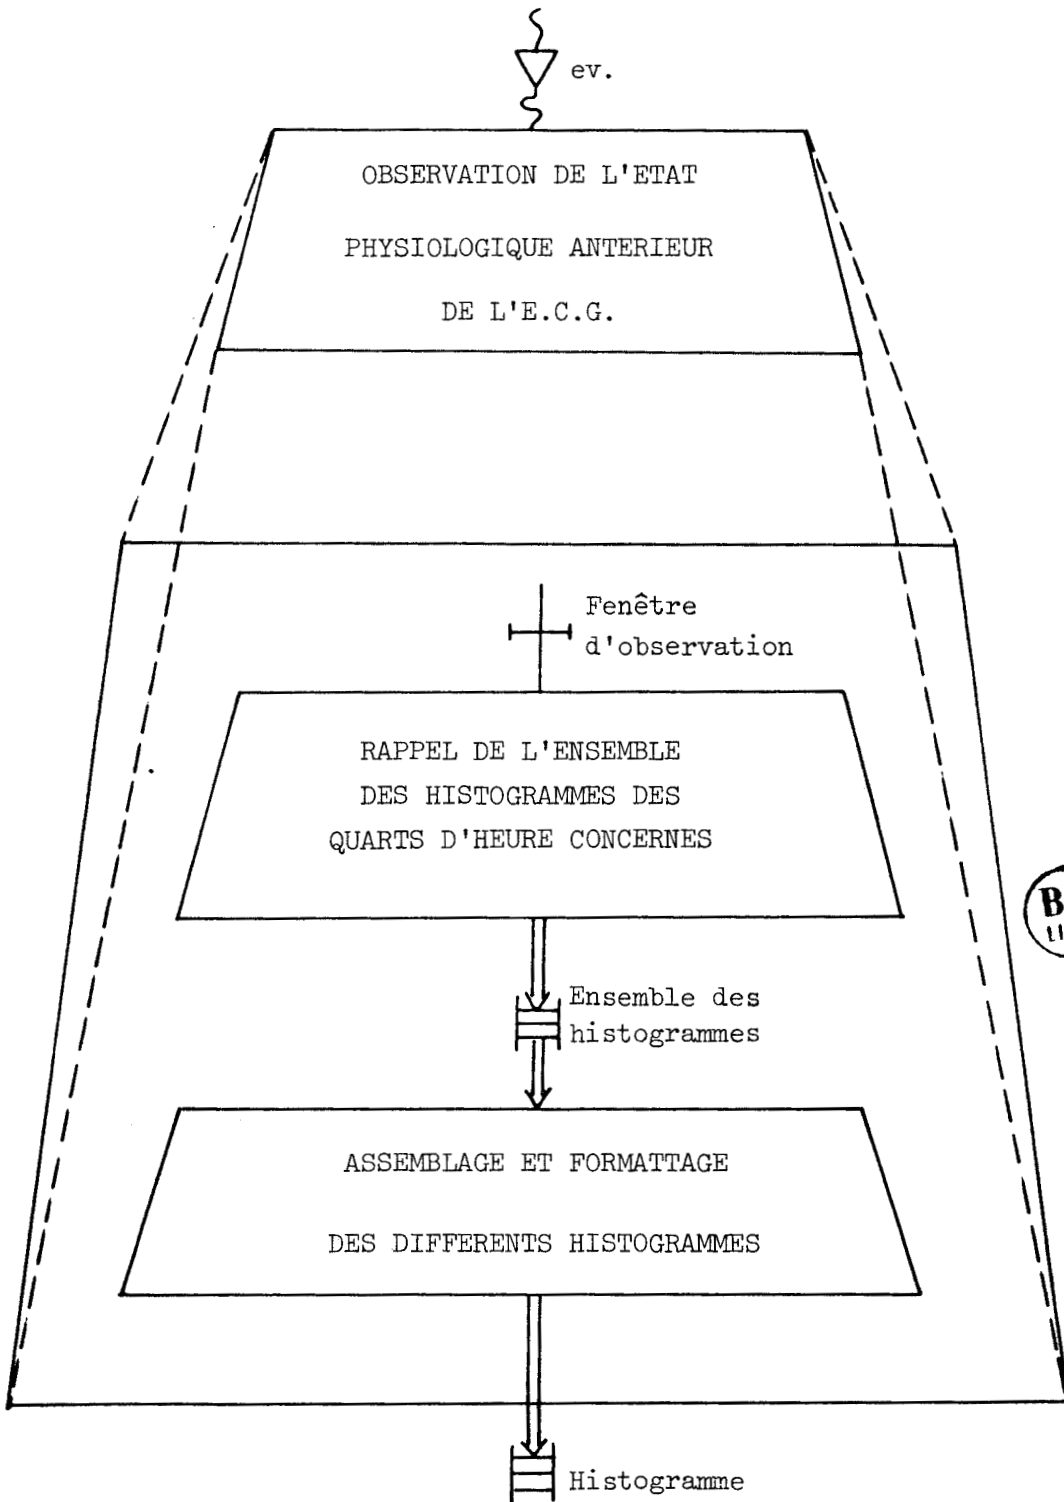 ev.
OBSERVATION DE L'ETAT
PHYSIOLOGIQUE ANTERIEUR
DE L'E.C.G.
Fenêtre
d'observation
RAPPEL DE L'ENSEMBLE
DES HISTOGRAMMES DES
QUARTS D'HEURE CONCERNES
Ensemble des
histogrammes
ASSEMBLAGE ET FORMATTAGE
DES DIFFERENTS HISTOGRAMMES
Histogramme